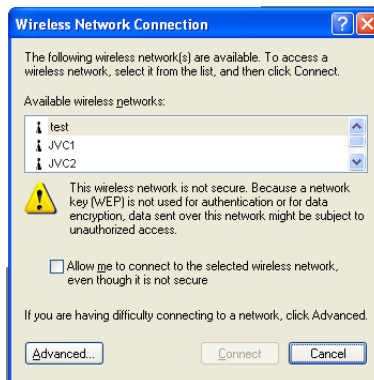 Wireless Network Connection
The following wireless network(s) are available. To access a
wireless network, select it from the list, and then click Connect.
Available wireless networks:
test
JVC1
JVC2
This wireless network is not secure. Because a network
key (WEP) is not used for authentication or for data
encryption, data sent over this network might be subject to
unauthorized access.
Allow me to connect to the selected wireless network,
even though it is not secure
If you are having difficulty connecting to a network, click Advanced.
Advanced... Connect Cancel